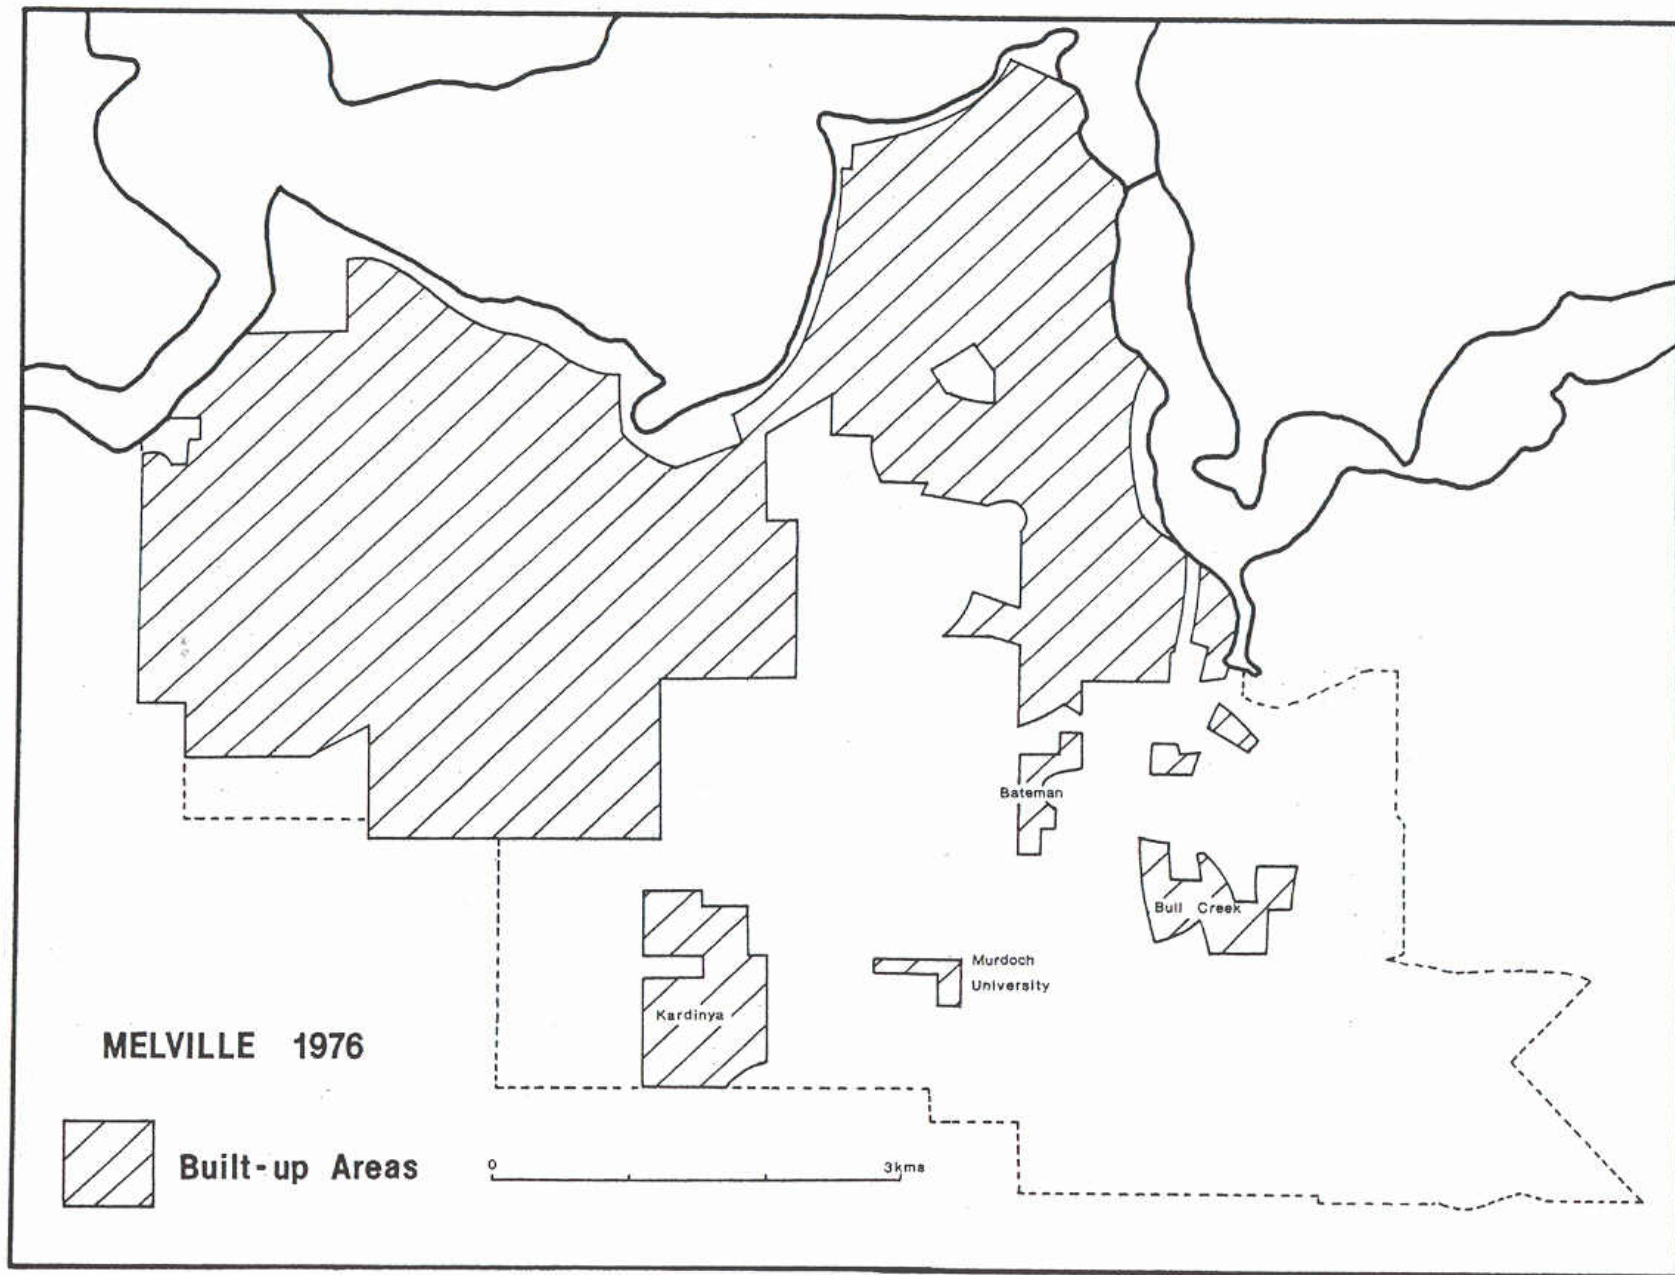 Bateman
Bull Creek
Murdoch
University
Kardinya
MELVILLE 1976
Built-up Areas
0 3kms